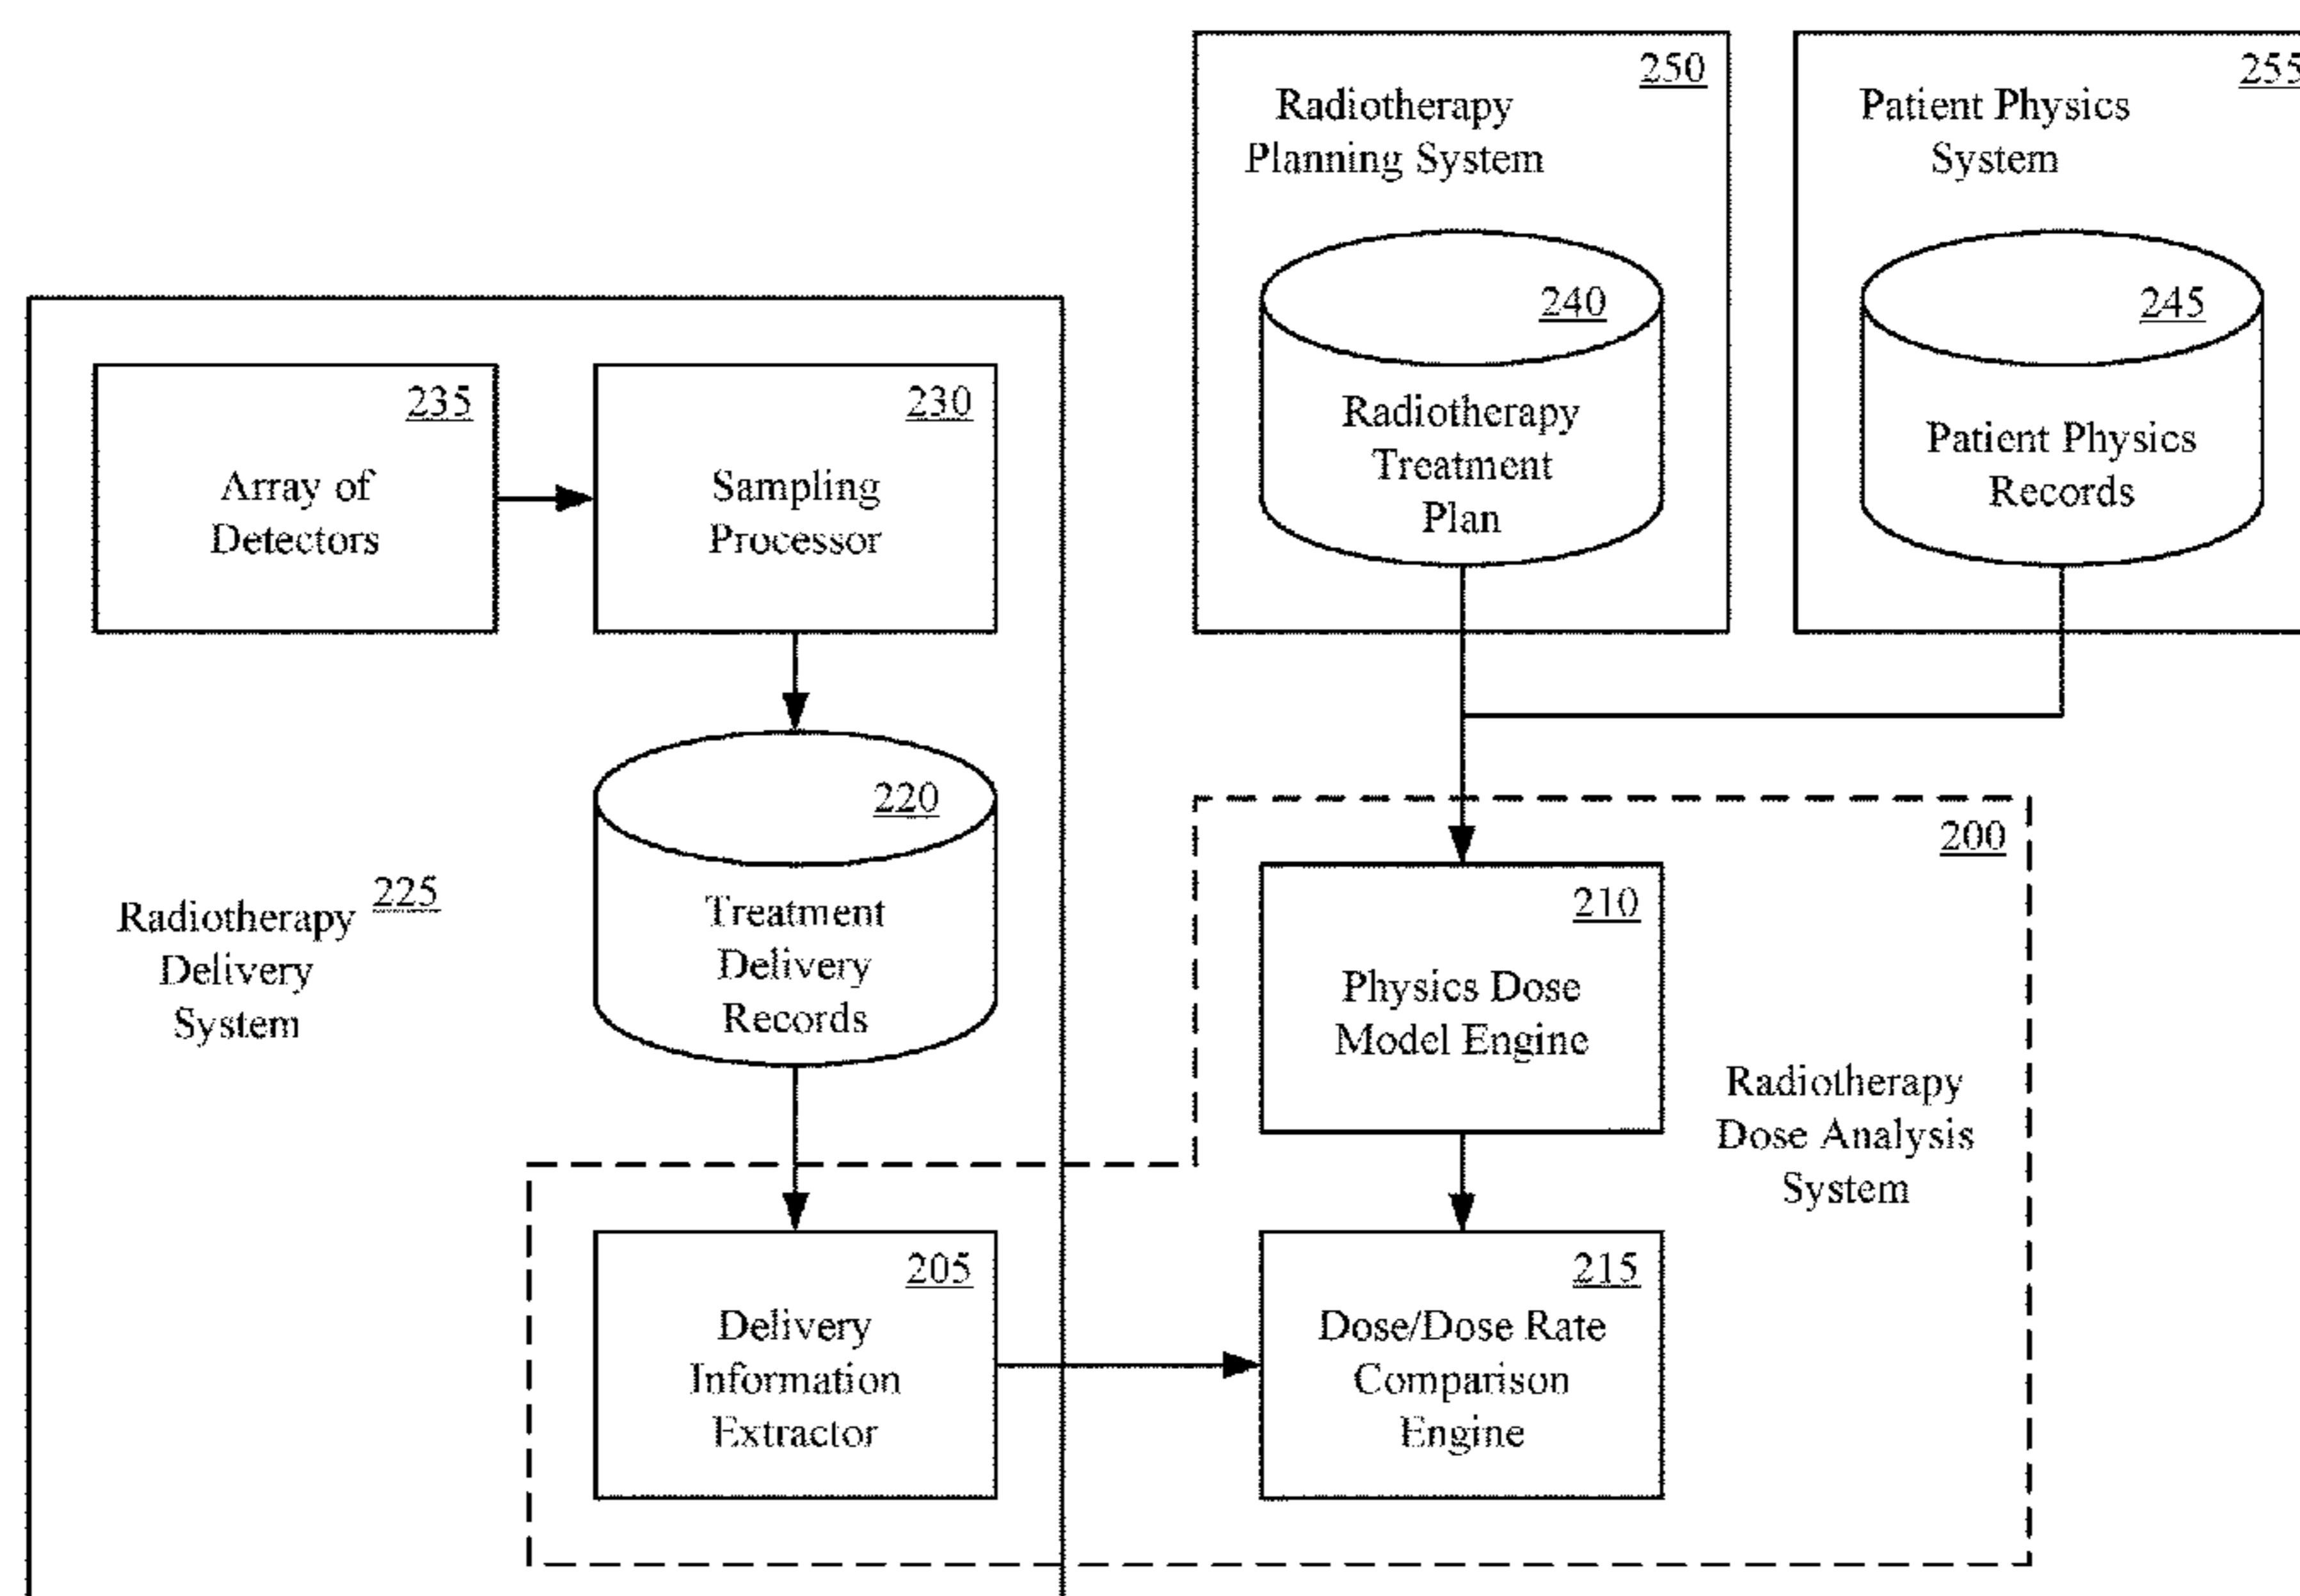 250
Radiotherapy
Planning System
240
Radiotherapy
Treatment
Plan
255
Patient Physics
System
245
Patient Physics
Records
235
Array of
Detectors
230
Sampling
Processor
220
Treatment
Delivery
Records
Radiotherapy 225
Delivery
System
200
210
Physics Dose
Model Engine
Radiotherapy
Dose Analysis
System
205
Delivery
Information
Extractor
215
Dose/Dose Rate
Comparison
Engine